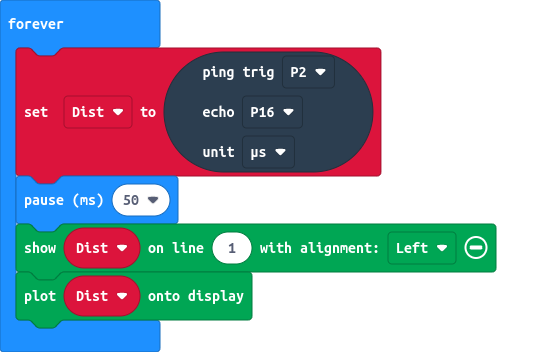 forever
ping trig P2
set Dist to echo P16
unit µs
pause (ms) 50
show Dist on line 1 with alignment: Left
plot Dist onto display